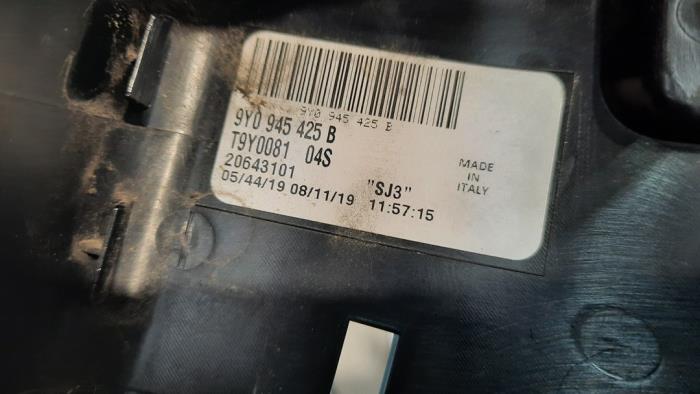 9Y0 945 425 B
9Y0 945 425 B
T9Y0081 04S
20643101 "SJ3"
05/44/19 08/11/19 11:57:15
MADE
IN
ITALY